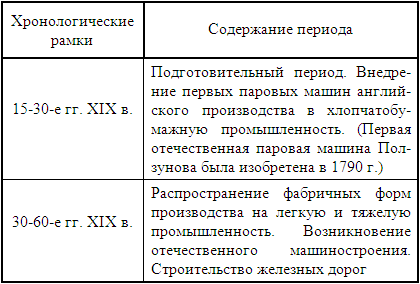 Хронологические
рамки
Содержание периода
15-30-е гг. XIX в.
Подготовительный период. Внедре-
ние первых паровых машин англий-
ского производства в хлопчатобу-
мажную промышленность. (Первая
отечественная паровая машина Пол-
зунова была изобретена в 1790 г.)
30-60-е гг. XIX в.
Распространение фабричных форм
производства на легкую и тяжелую
промышленность. Возникновение
отечественного машиностроения.
Строительство железных дорог